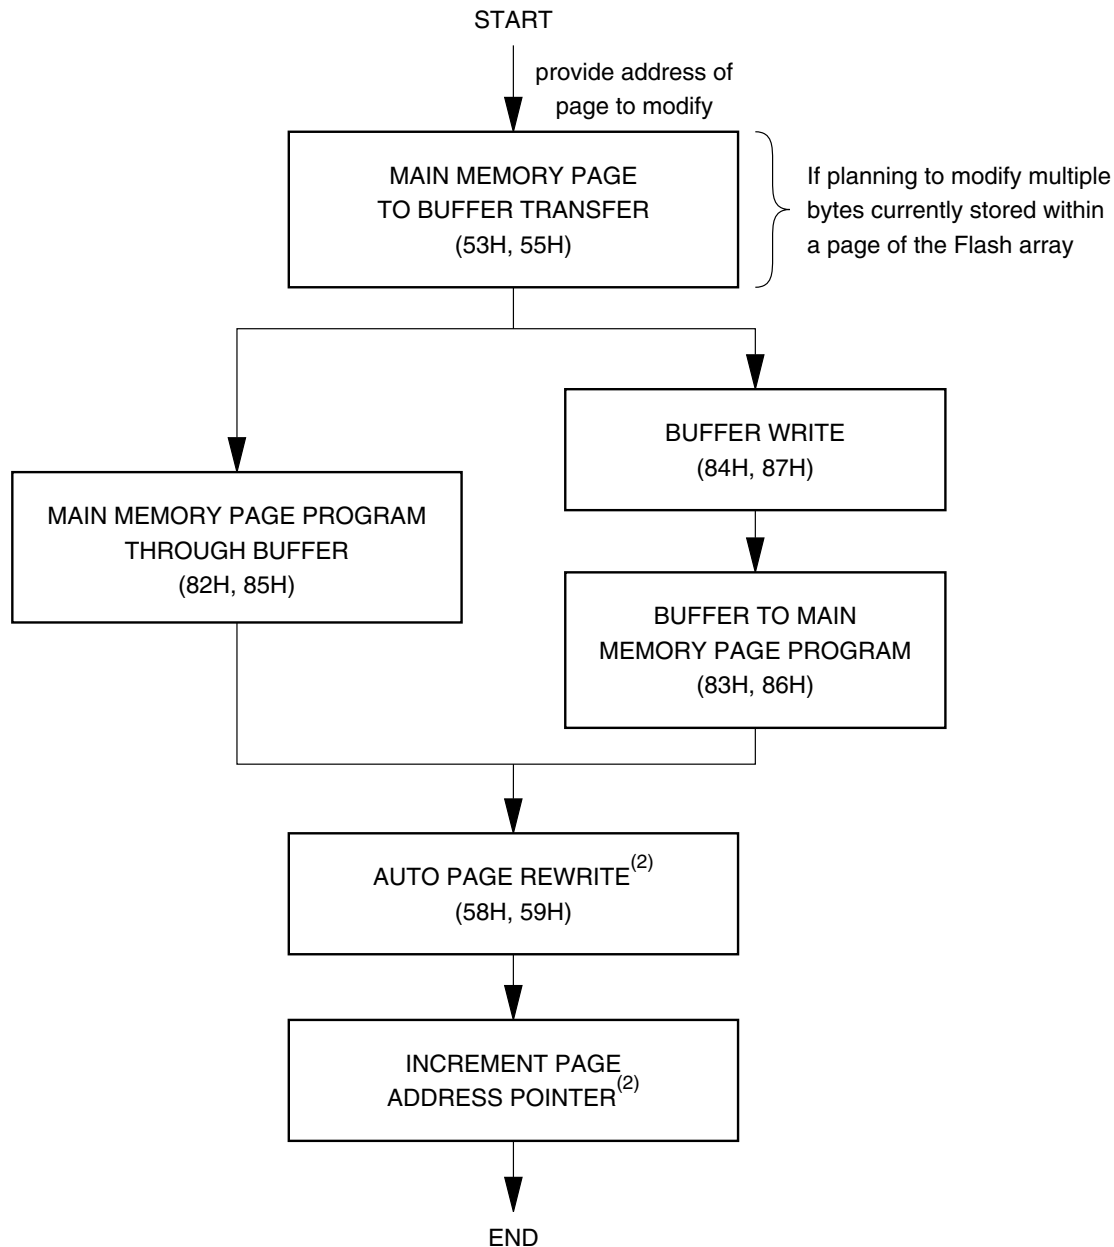 START
provide address of
page to modify
MAIN MEMORY PAGE
TO BUFFER TRANSFER
(53H, 55H)
If planning to modify multiple
bytes currently stored within
a page of the Flash array
BUFFER WRITE
(84H, 87H)
MAIN MEMORY PAGE PROGRAM
THROUGH BUFFER
(82H, 85H)
BUFFER TO MAIN
MEMORY PAGE PROGRAM
(83H, 86H)
AUTO PAGE REWRITE(2)
(58H, 59H)
INCREMENT PAGE
ADDRESS POINTER(2)
END